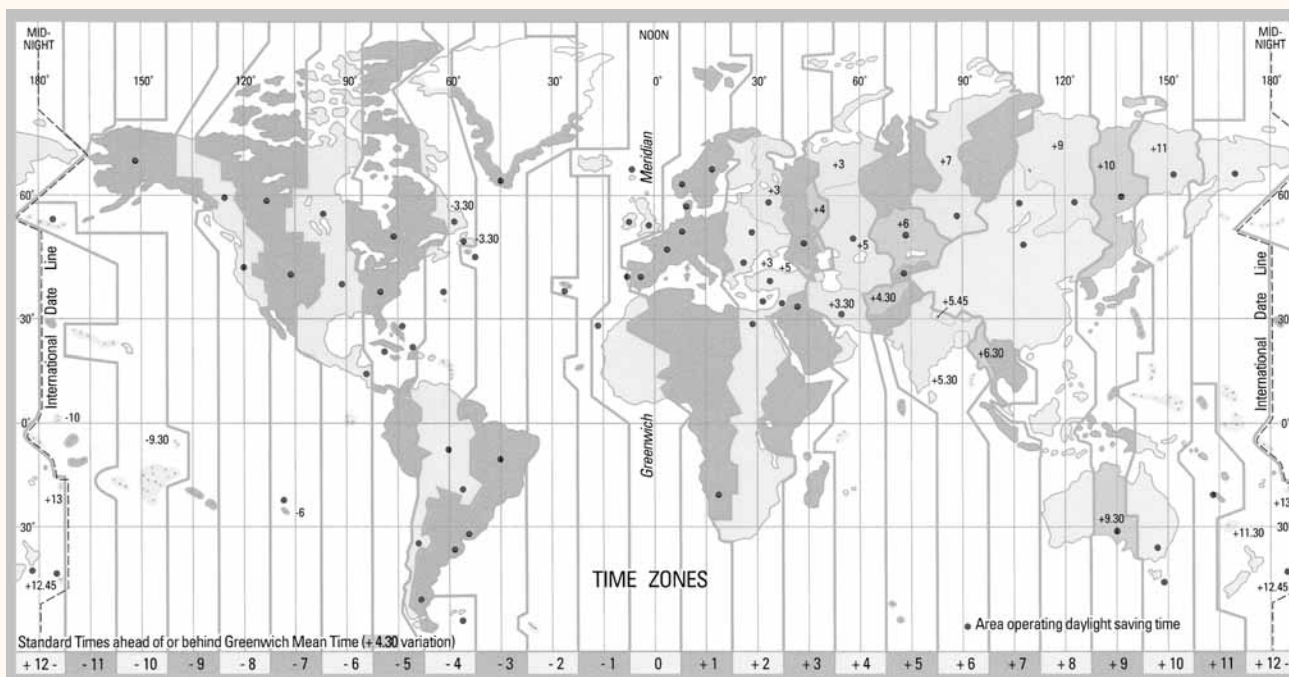 MID-
NIGHT
NOON
MID-
NIGHT
180° 150° 120° 90° 60° 30° 0° 30° 60° 90° 120° 150° 180°
Meridian
+3
+7
+9
+10
+11
60°
-3.30
+3
+4
+6
60°
-3.30
+5
+3
+5
International Date Line
+3.30
+4.30
+5.45
International Date Line
30°
30°
+6.30
+5.30
-10
0°
-9.30
Greenwich
0°
+13
-6
+13
30°
+9.30
30°
+11.30
+12.45
+12.45
TIME ZONES
Standard Times ahead of or behind Greenwich Mean Time (+ 4.30 variation)
● Area operating daylight saving time
+ 12 - - 11 - 10 - 9 - 8 - 7 - 6 - 5 - 4 - 3 - 2 - 1 0 + 1 + 2 + 3 + 4 + 5 + 6 + 7 + 8 + 9 + 10 + 11 + 12 -